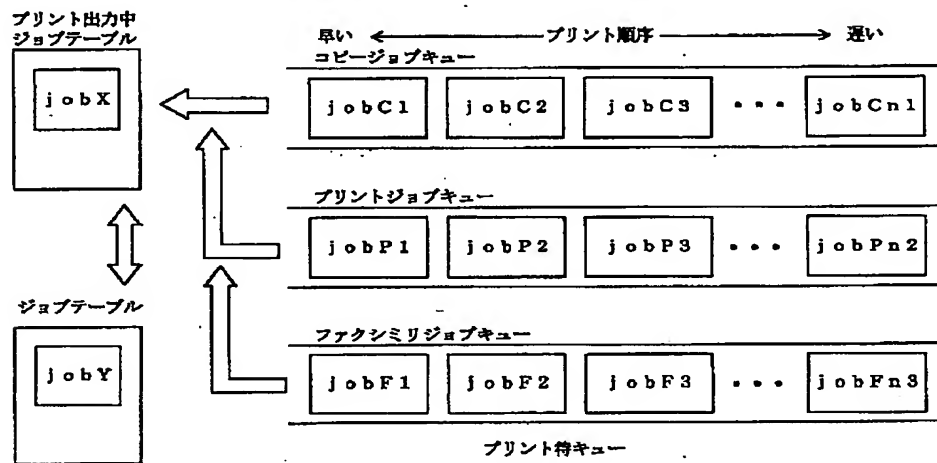 プリント出力中
ジョブテーブル
jobX
ジョブテーブル
jobY
早い プリント順序 遅い
コピージョブキュー
jobC1 jobC2 jobC3 ・・・ jobCn1
プリントジョブキュー
jobP1 jobP2 jobP3 ・・・ jobPn2
ファクシミリジョブキュー
jobF1 jobF2 jobF3 ・・・ jobFn3
プリント待キュー